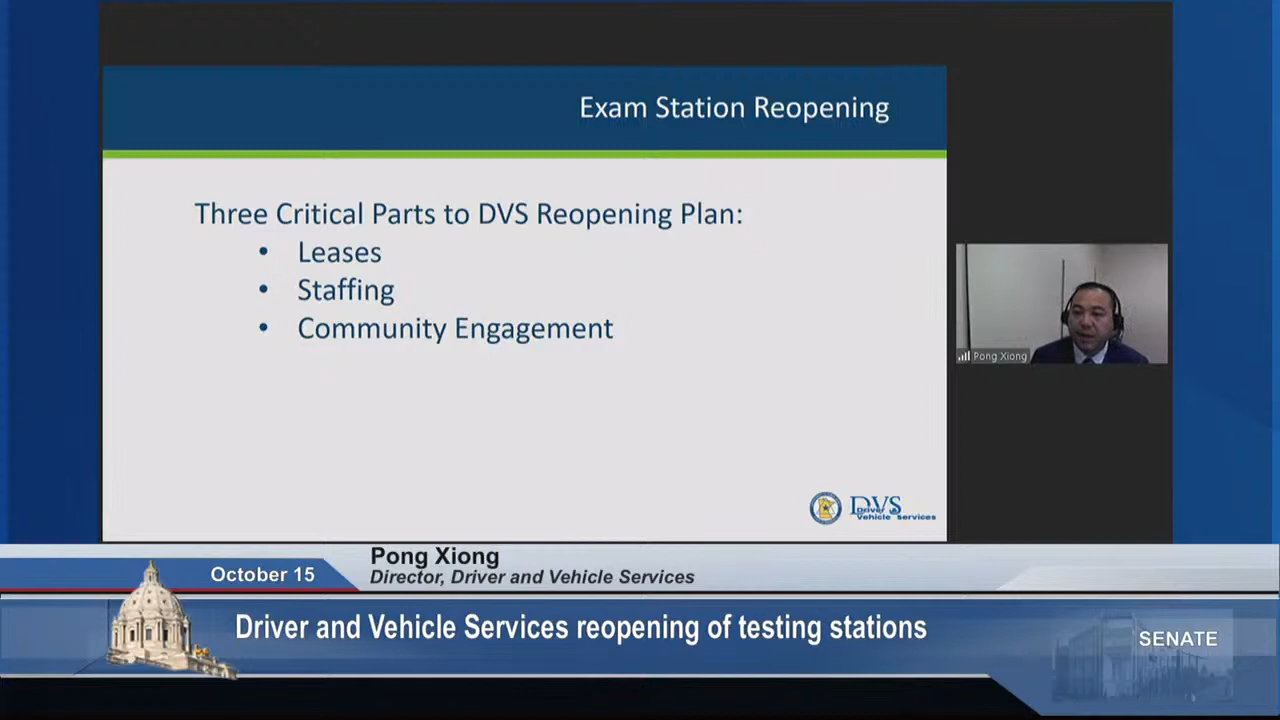 Exam Station Reopening
Three Critical Parts to DVS Reopening Plan:
• Leases
• Staffing
• Community Engagement
Pong Xiong
DVS
Driver
Vehicle Services
Pong Xiong
Director, Driver and Vehicle Services
October 15
Driver and Vehicle Services reopening of testing stations
SENATE